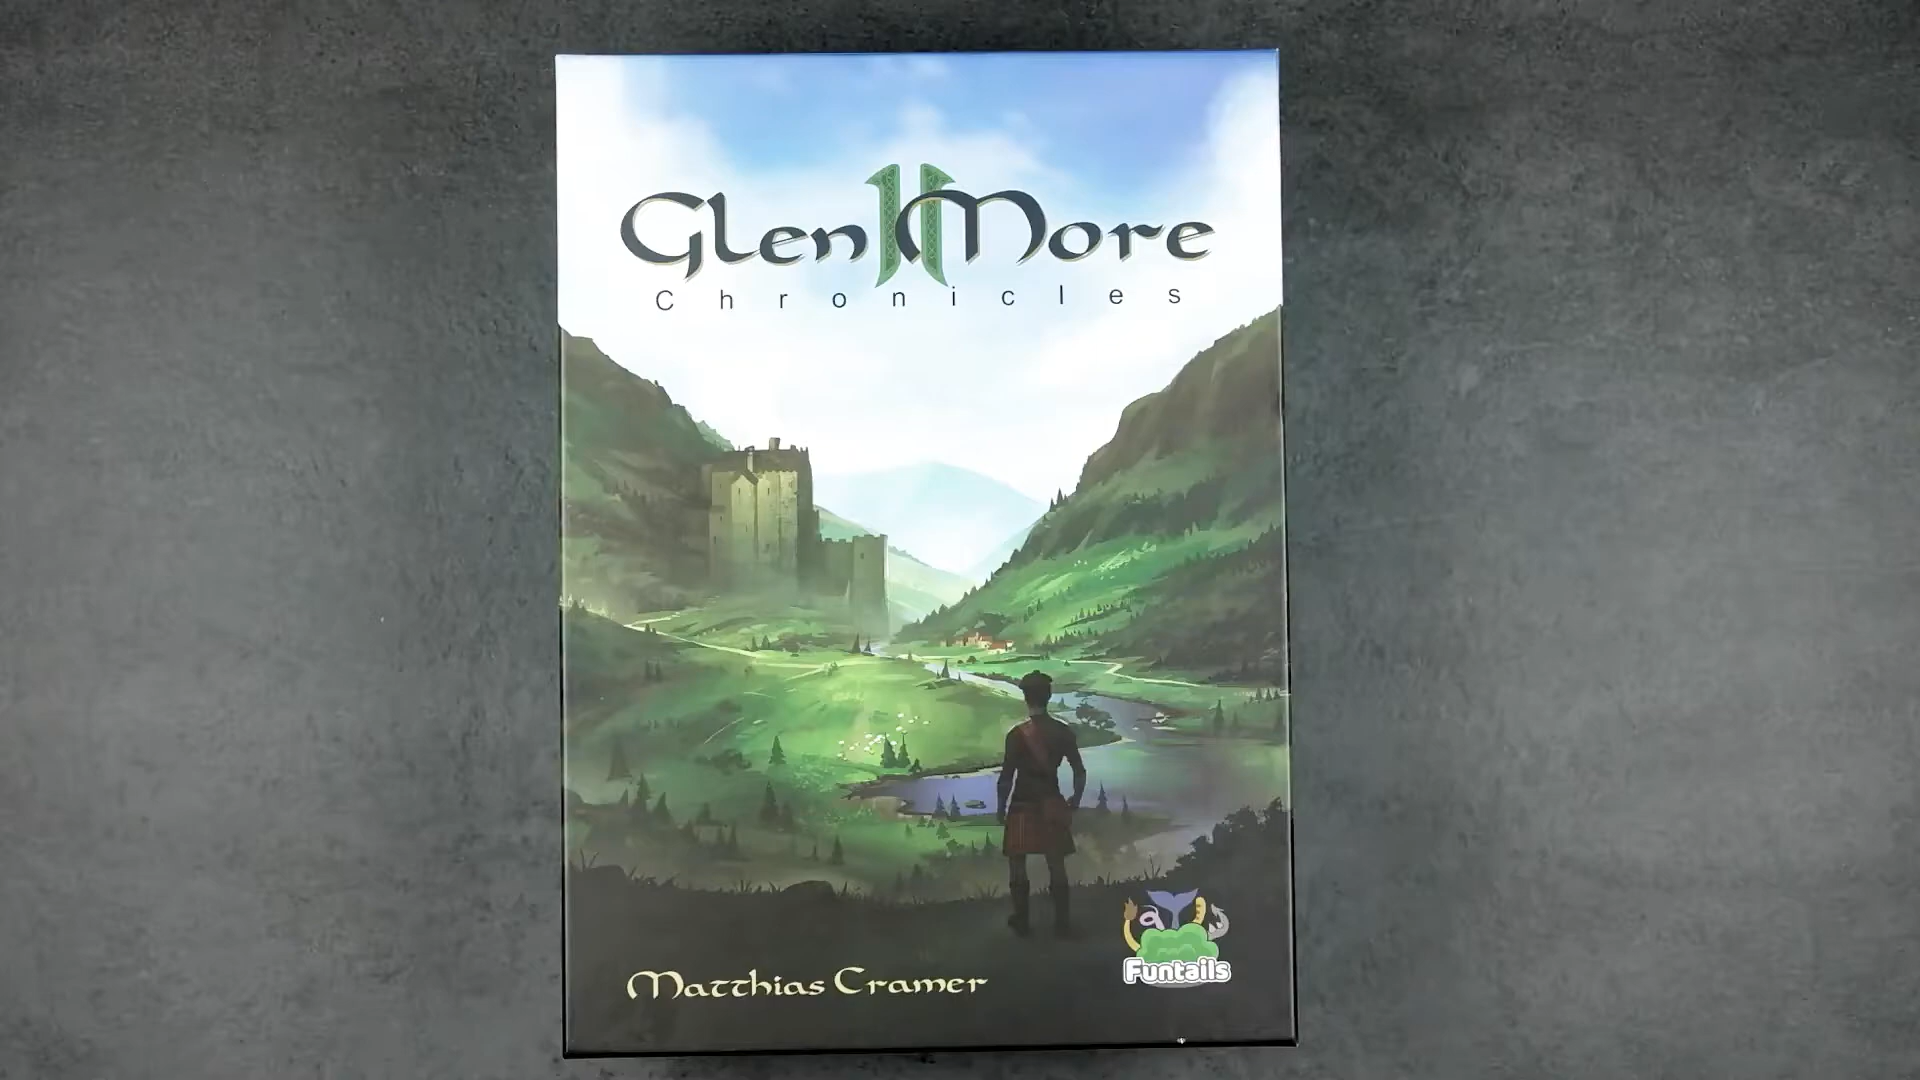 Glen II More
Chronicles
Matthias Cramer
Funtails